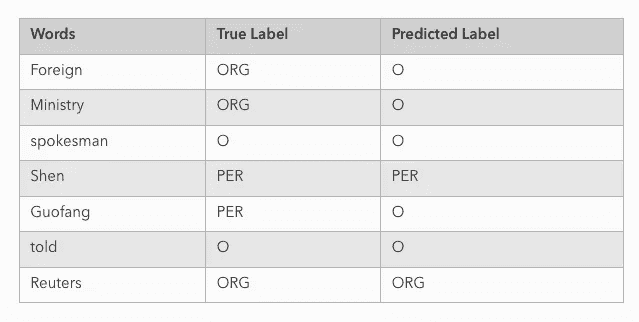 Words True Label Predicted Label
Foreign ORG O
Ministry ORG O
spokesman O O
Shen PER PER
Guofang PER O
told O O
Reuters ORG ORG